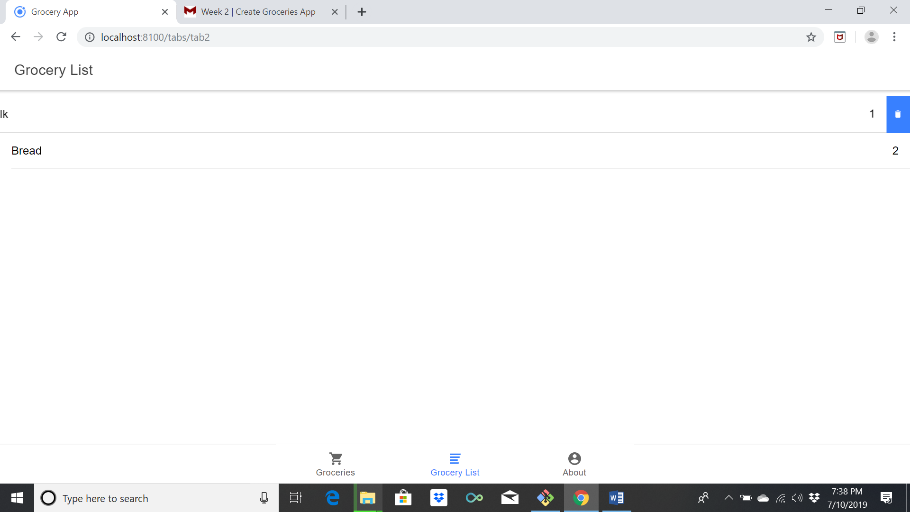 Grocery App
Week 2 | Create Groceries App
localhost:8100/tabs/tab2
Grocery List
lk 1
Bread 2
Groceries
Grocery List
About
Type here to search
7:38 PM
7/10/2019